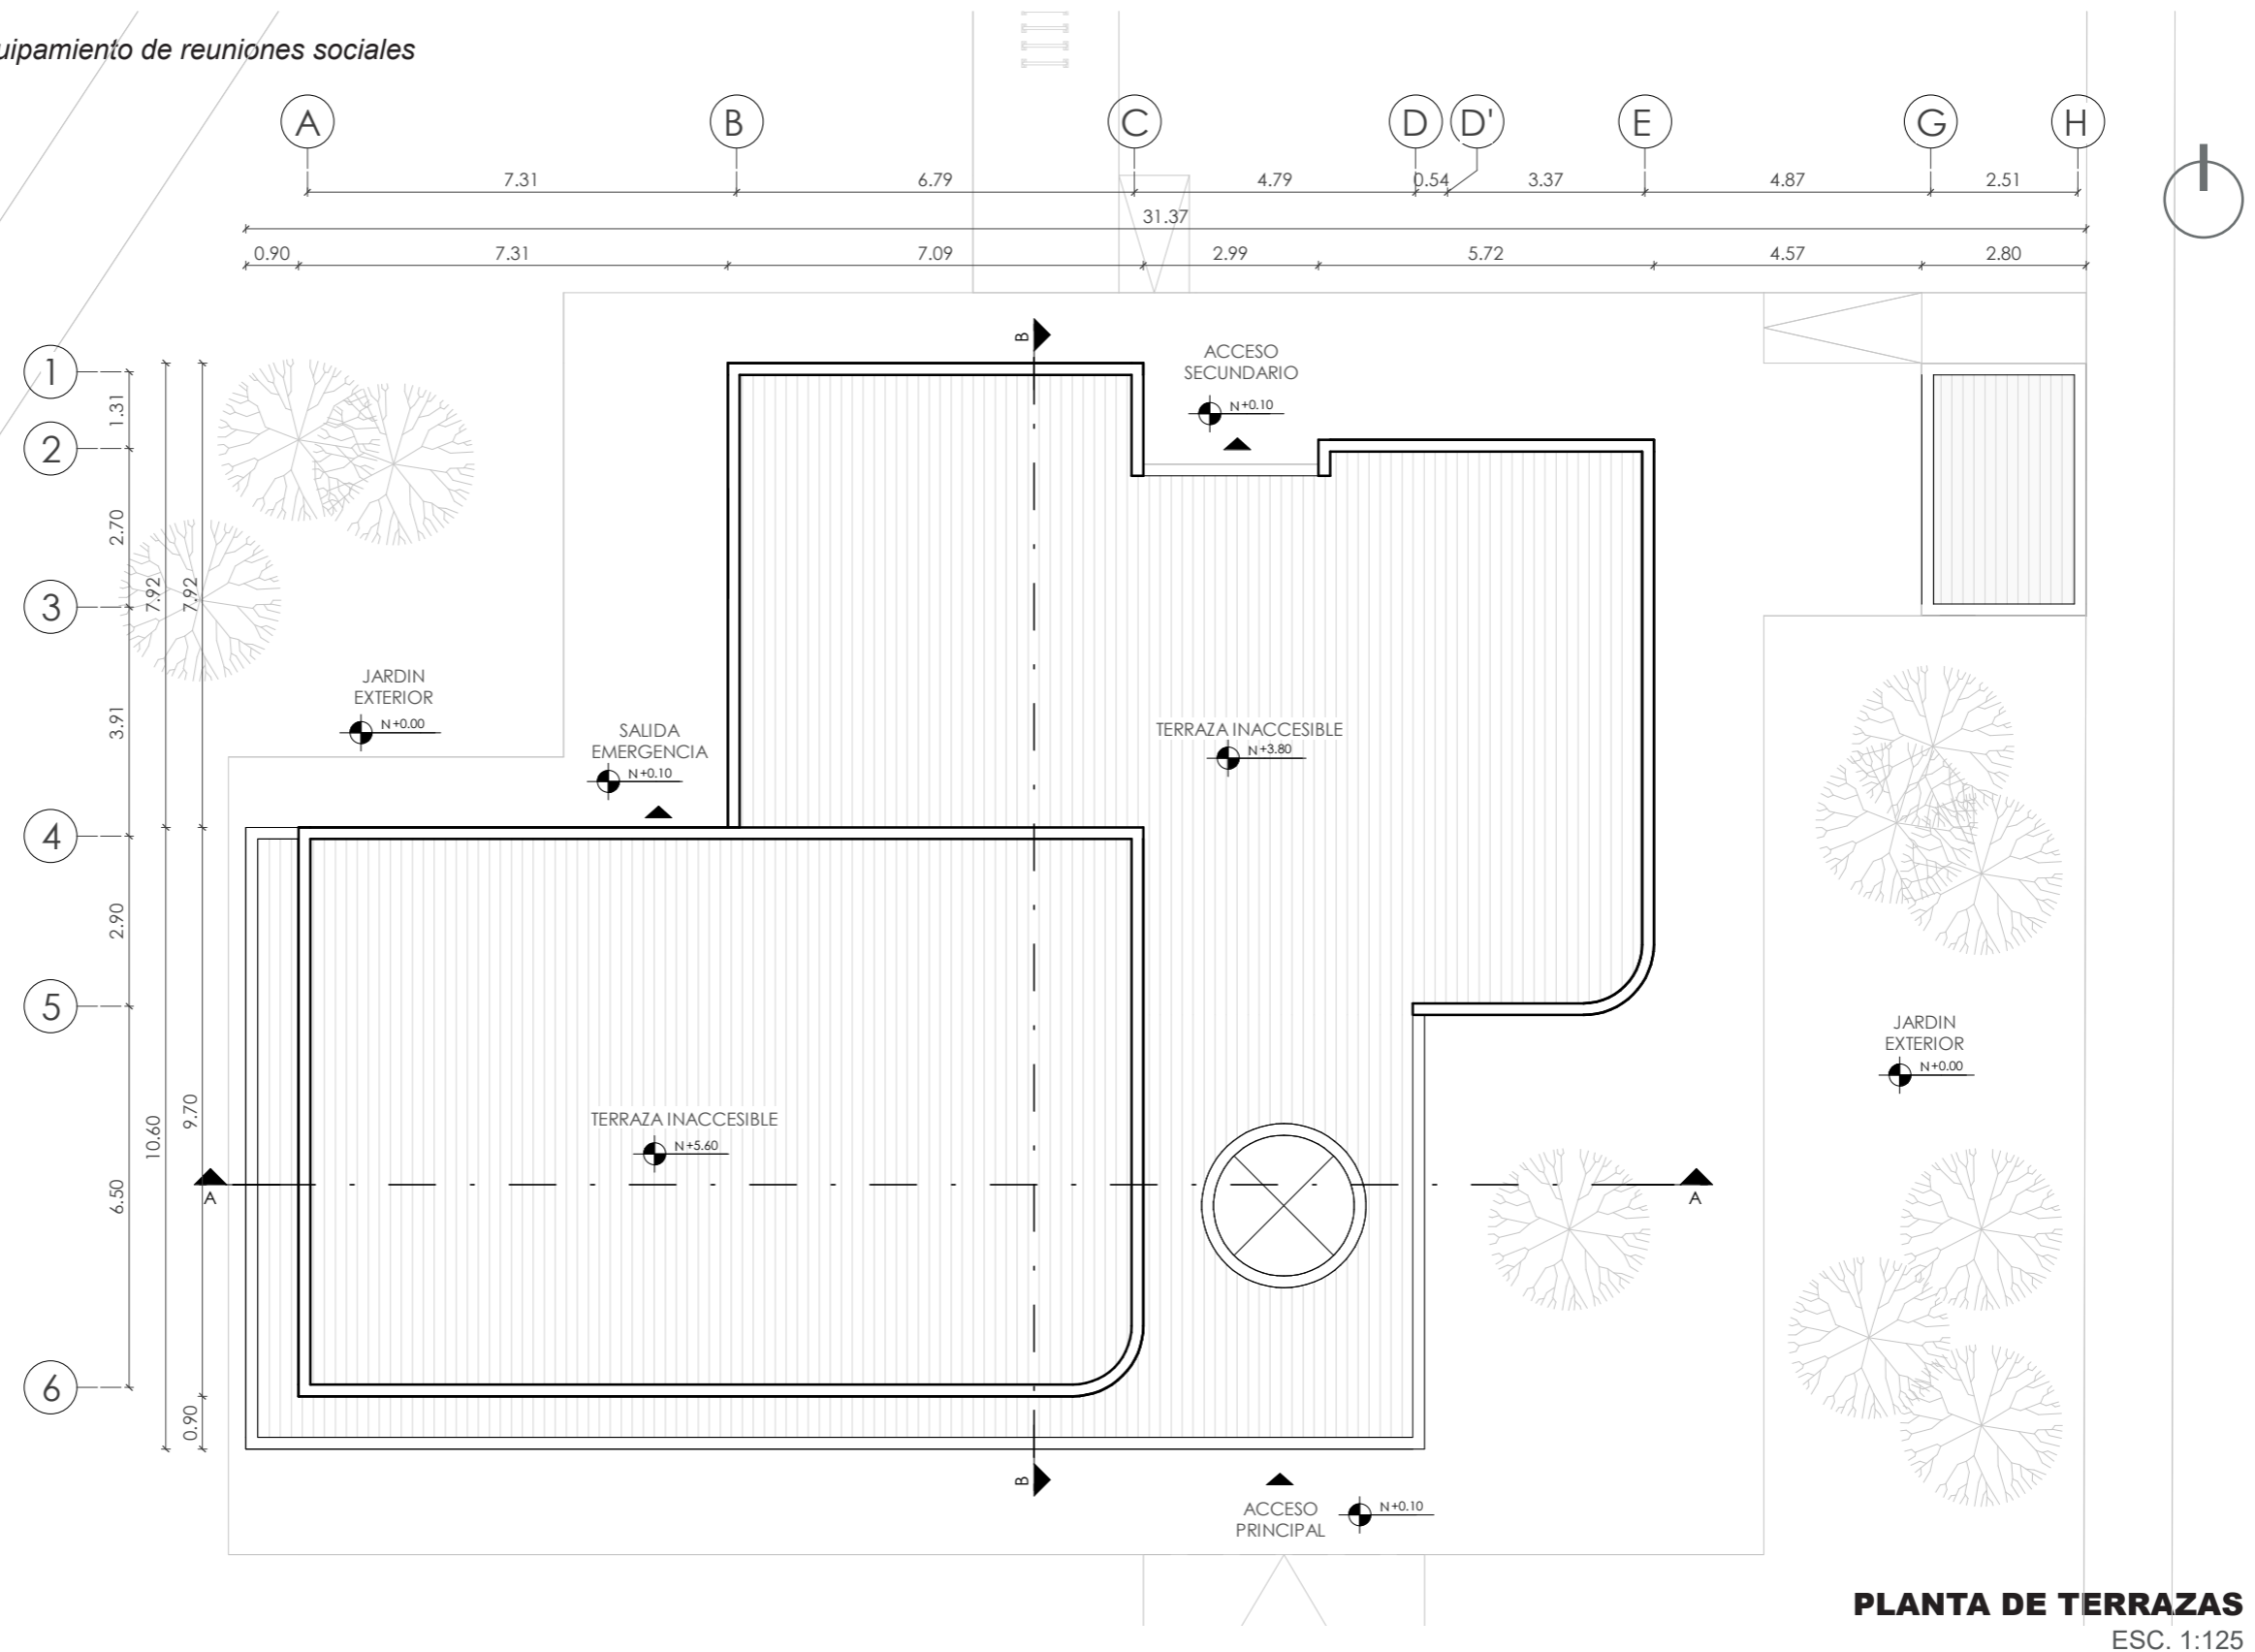 uipamiento de reuniones sociales
A B C D D' E G H
7.31 6.79 4.79 0.54 3.37 4.87 2.51
31.37
0.90 7.31 7.09 2.99 5.72 4.57 2.80
1
2
3
4
5
6
1.31
2.70
3.91
2.90
6.50
7.92
10.60
7.92
9.70
0.90
B
ACCESO
SECUNDARIO
N+0.10
JARDIN
EXTERIOR
N+0.00
SALIDA
EMERGENCIA
N+0.10
TERRAZA INACCESIBLE
N+3.80
JARDIN
EXTERIOR
N+0.00
TERRAZA INACCESIBLE
N+5.60
A
A
B
ACCESO
PRINCIPAL
N+0.10
PLANTA DE TERRAZAS
ESC. 1:125